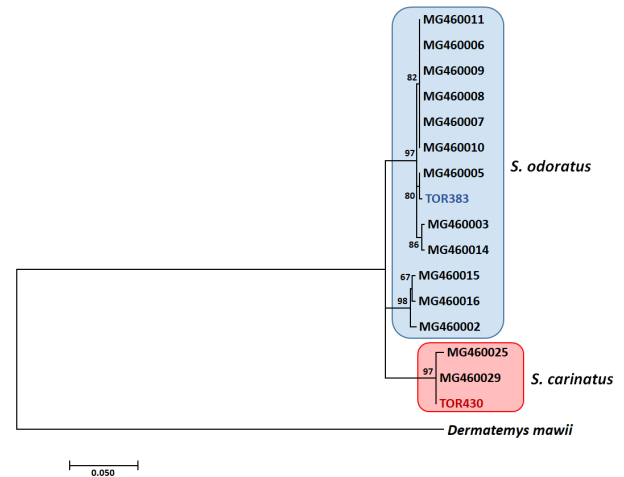 MG460011
MG460006
MG460009
82
MG460008
MG460007
MG460010
97
MG460005
S. odoratus
80
TOR383
MG460003
86
MG460014
67
MG460015
98
MG460016
MG460002
MG460025
97
MG460029
S. carinatus
TOR430
Dermatemys mawii
0.050